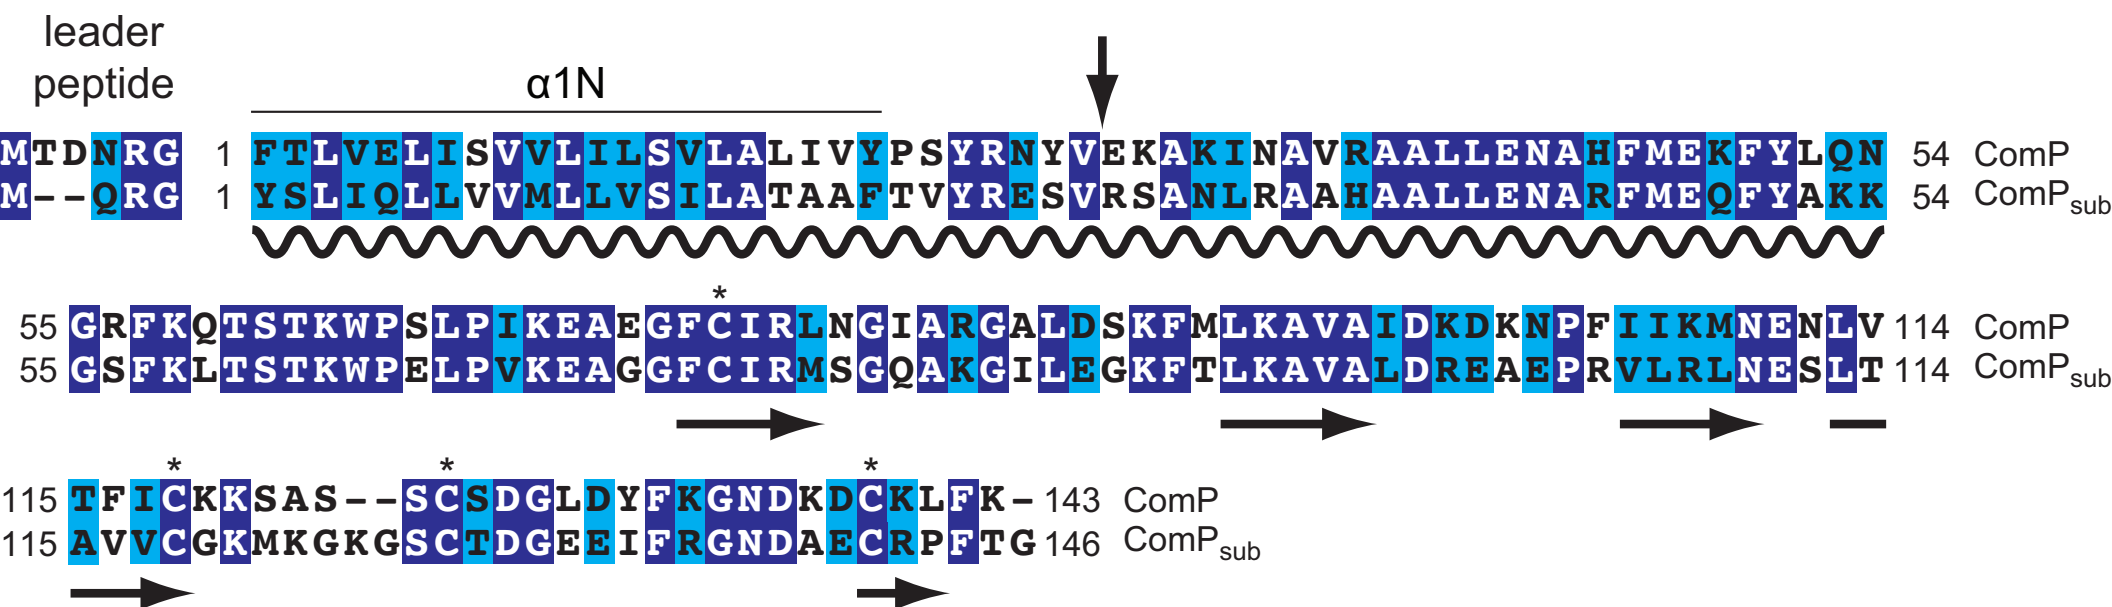 leader
peptide
α1N
MTDNRG 1 FTLVELISVVLILSVLALIVYPSYRNYVEKAKINAVRAALLENAHFMEKFYLQN 54 ComP
M--QRG 1 YSLIQLLVVMLLVSILATAAFTVYRESVRSANLRAAHAALLENARFMEQFYAKK 54 ComPsub
*
55 GRFKQTSTKWPSLPIKEAEGFCIRLNGIARGALDSKFMLKAVAIDKDKNPFIIKMNENLV 114 ComP
55 GSFKLTSTKWPELPVKEAGGFCIRMSGQAKGILEGKFTLKAVALDREAEPRVLRLNESLT 114 ComPsub
* * *
115 TFICKKSAS--SCSDGLDYFKGNDKDCKLFK- 143 ComP
115 AVVCGKMKGKGSCTDGEEIFRGNDAECRPFTG 146 ComPsub